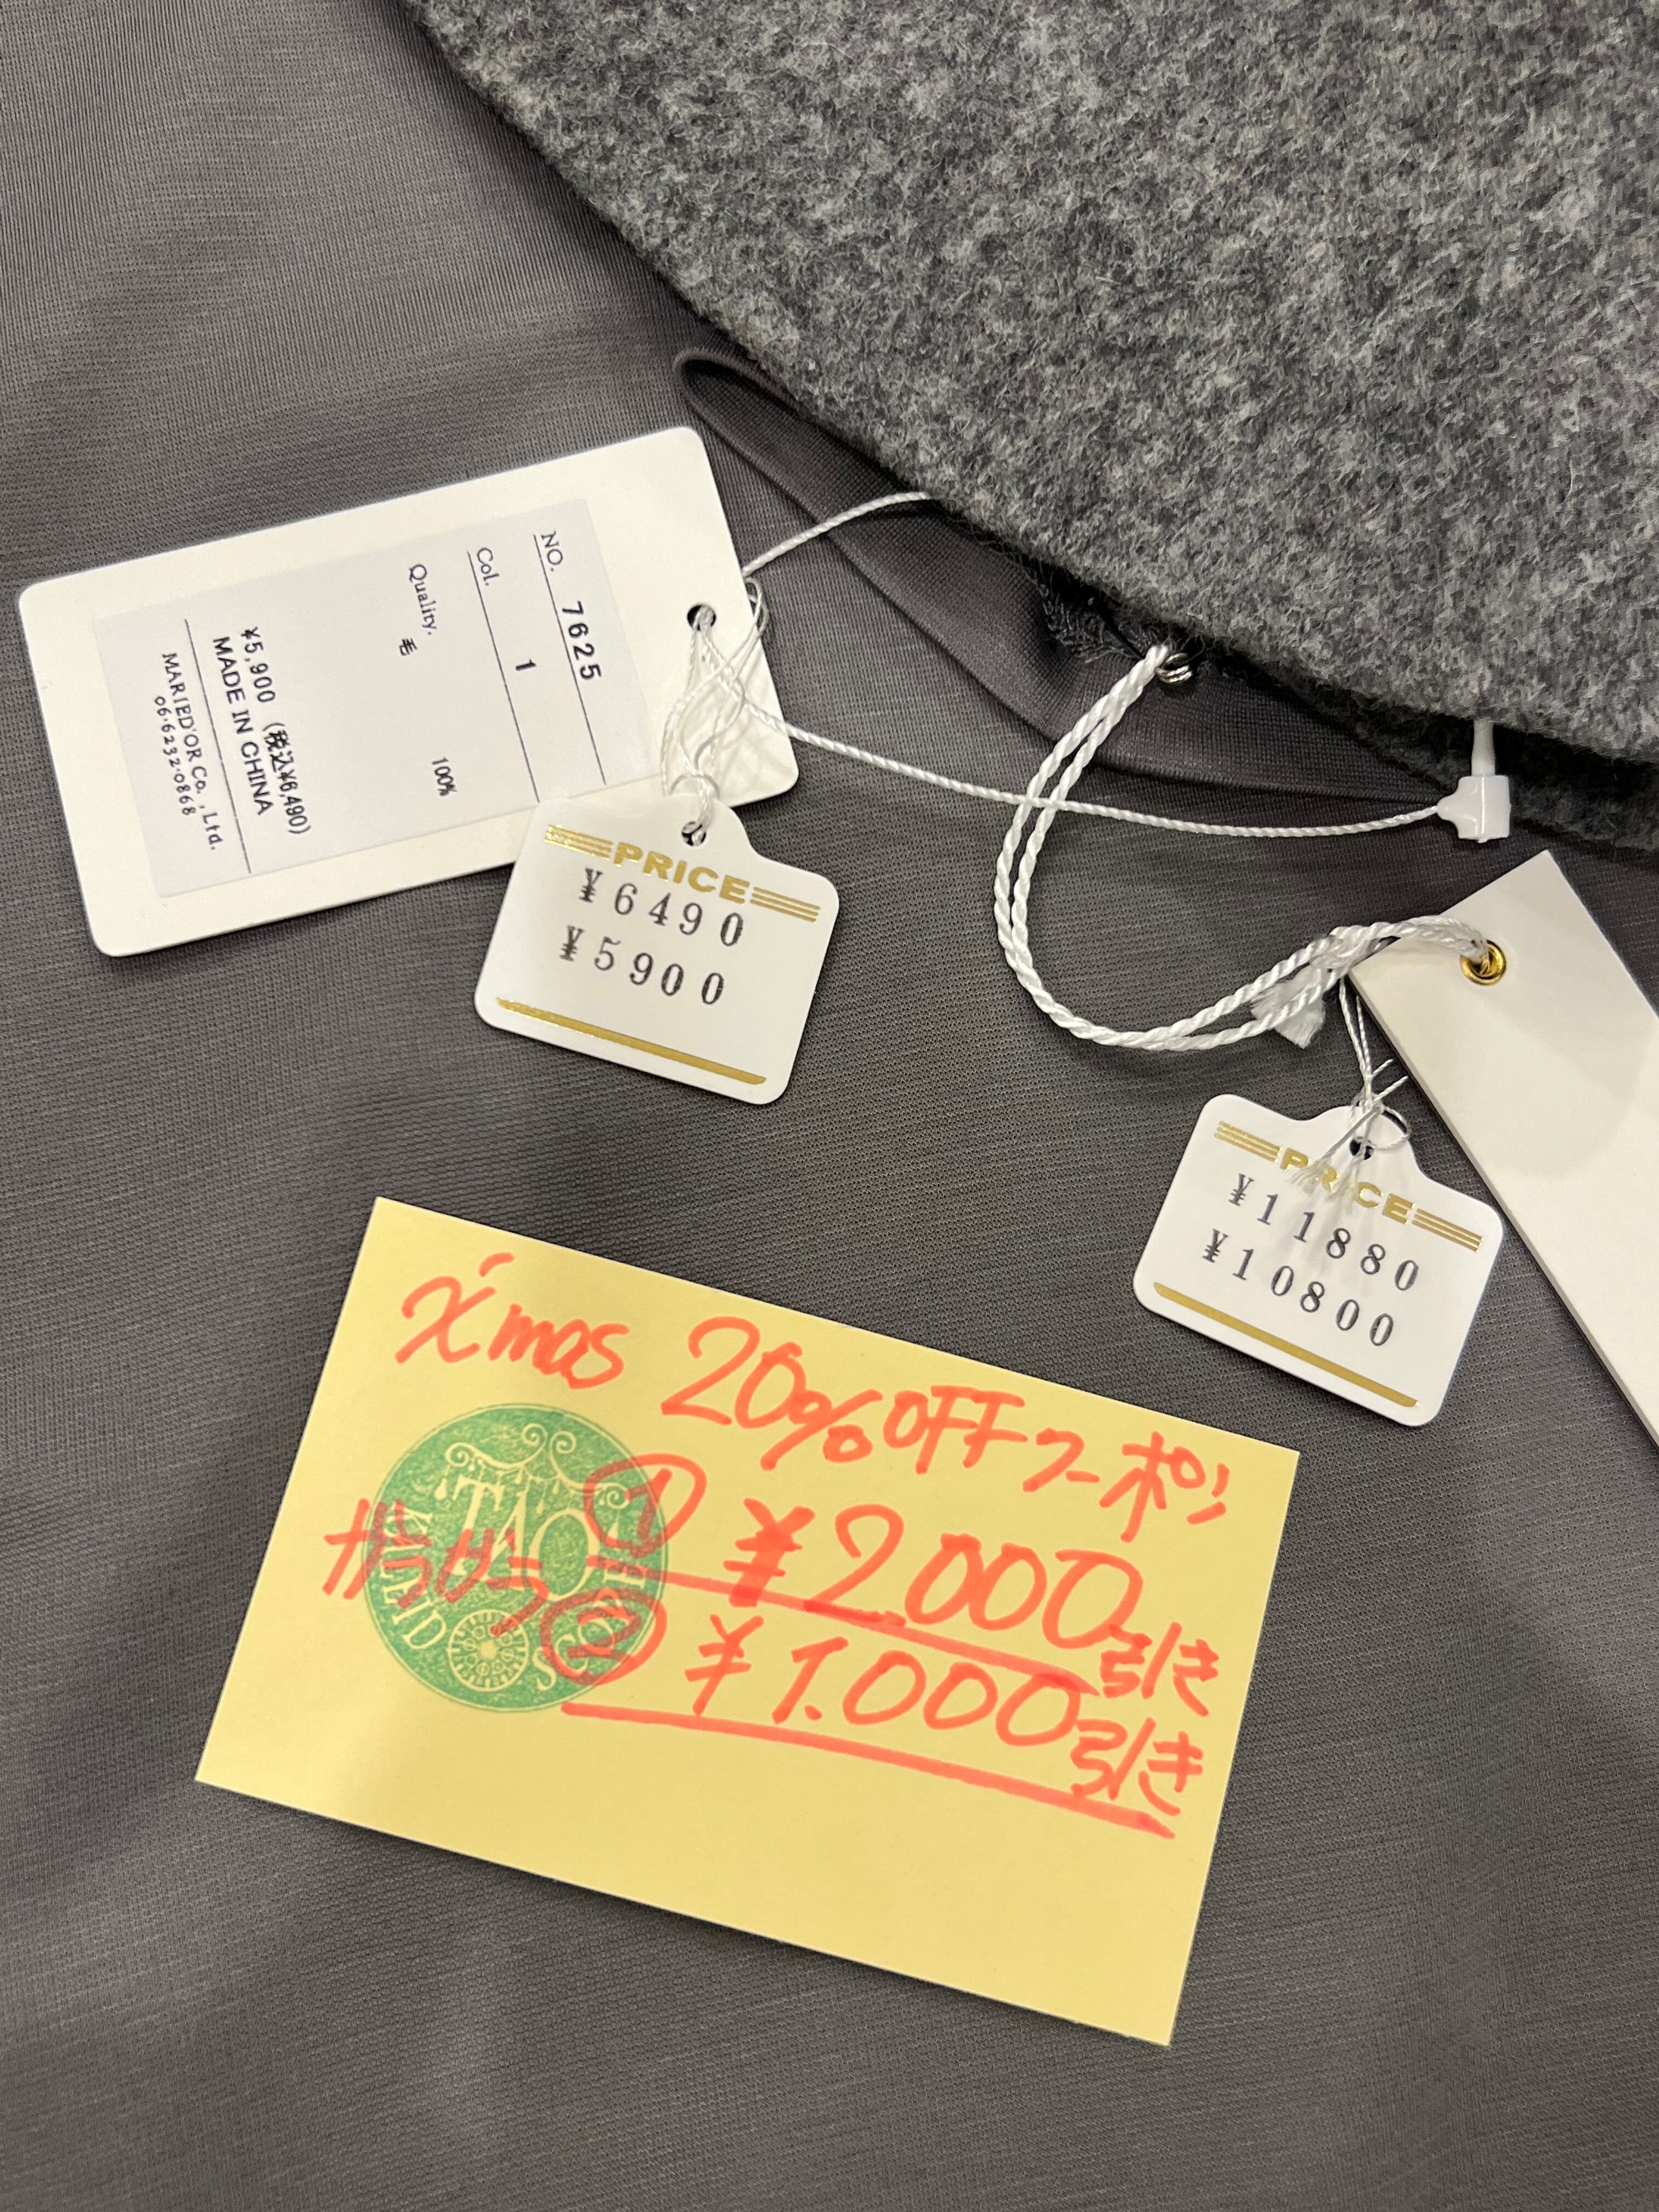 NO. 7625
Col. 1
Quality.
毛 100%
¥5,900 (税込¥6,490)
MADE IN CHINA
MARIED'OR Co.,Ltd.
06.6232.0868
PRICE
¥6490
¥5900
PRICE
¥11880
¥10800
X'mas 20%OFFクーポン
① ¥2.000引き
ガラポン② ¥1.000引き